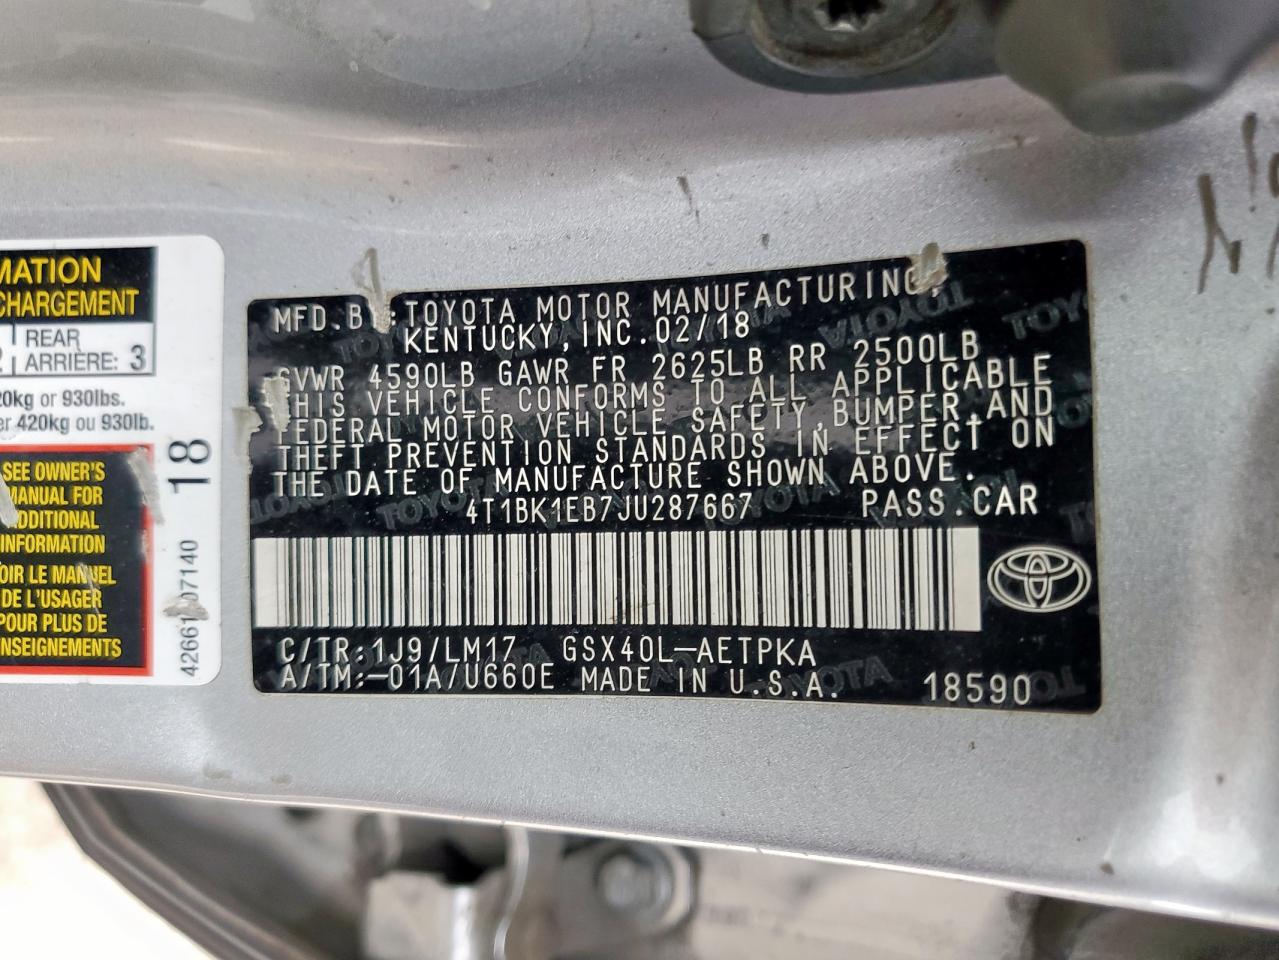 MATION
CHARGEMENT
REAR
2 ARRIÈRE: 3
20kg or 930lbs.
er 420kg ou 930lb.
SEE OWNER'S
MANUAL FOR
ADDITIONAL
INFORMATION
OIR LE MANUEL
DE L'USAGER
POUR PLUS DE
NSEIGNEMENTS
18
MFD.BY:TOYOTA MOTOR MANUFACTURING,
KENTUCKY,INC.02/18
GVWR 4590LB GAWR FR 2625LB RR 2500LB
THIS VEHICLE CONFORMS TO ALL APPLICABLE
FEDERAL MOTOR VEHICLE SAFETY,BUMPER,AND
THEFT PREVENTION STANDARDS IN EFFECT ON
THE DATE OF MANUFACTURE SHOWN ABOVE.
4T1BK1EB7JU287667 PASS.CAR
C/TR:1J9/LM17 GSX40L-AETPKA
A/TM:-01A/U660E MADE IN U.S.A. 18590